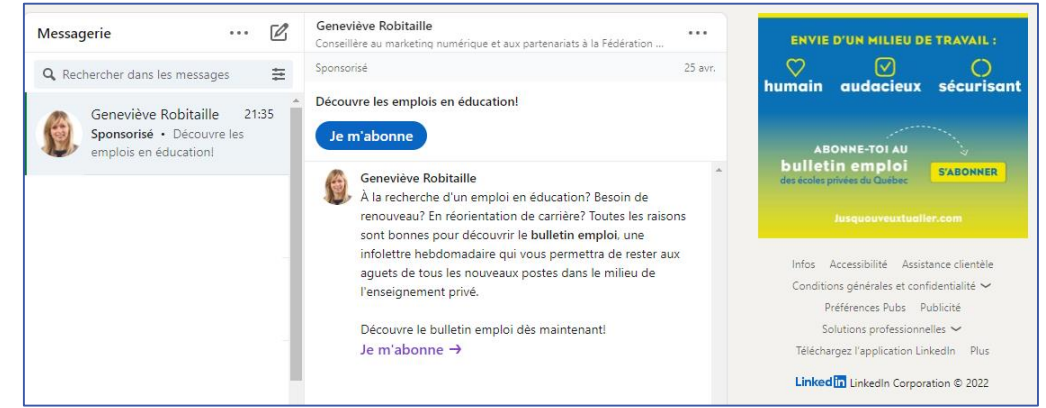 Messagerie
Rechercher dans les messages
Geneviève Robitaille 21:35
Sponsorisé • Découvre les
emplois en éducation!
Geneviève Robitaille
Conseillère au marketing numérique et aux partenariats à la Fédération ...
Sponsorisé 25 avr.
Découvre les emplois en éducation!
Je m'abonne
Geneviève Robitaille
À la recherche d'un emploi en éducation? Besoin de
renouveau? En réorientation de carrière? Toutes les raisons
sont bonnes pour découvrir le bulletin emploi, une
infolettre hebdomadaire qui vous permettra de rester aux
aguets de tous les nouveaux postes dans le milieu de
l'enseignement privé.
Découvre le bulletin emploi dès maintenant!
Je m'abonne →
ENVIE D'UN MILIEU DE TRAVAIL :
humain audacieux sécurisant
ABONNE-TOI AU
bulletin emploi
des écoles privées du Québec
S'ABONNER
Jusquouveuxtualler.com
Infos Accessibilité Assistance clientèle
Conditions générales et confidentialité
Préférences Pubs Publicité
Solutions professionnelles
Téléchargez l'application LinkedIn Plus
LinkedIn LinkedIn Corporation © 2022